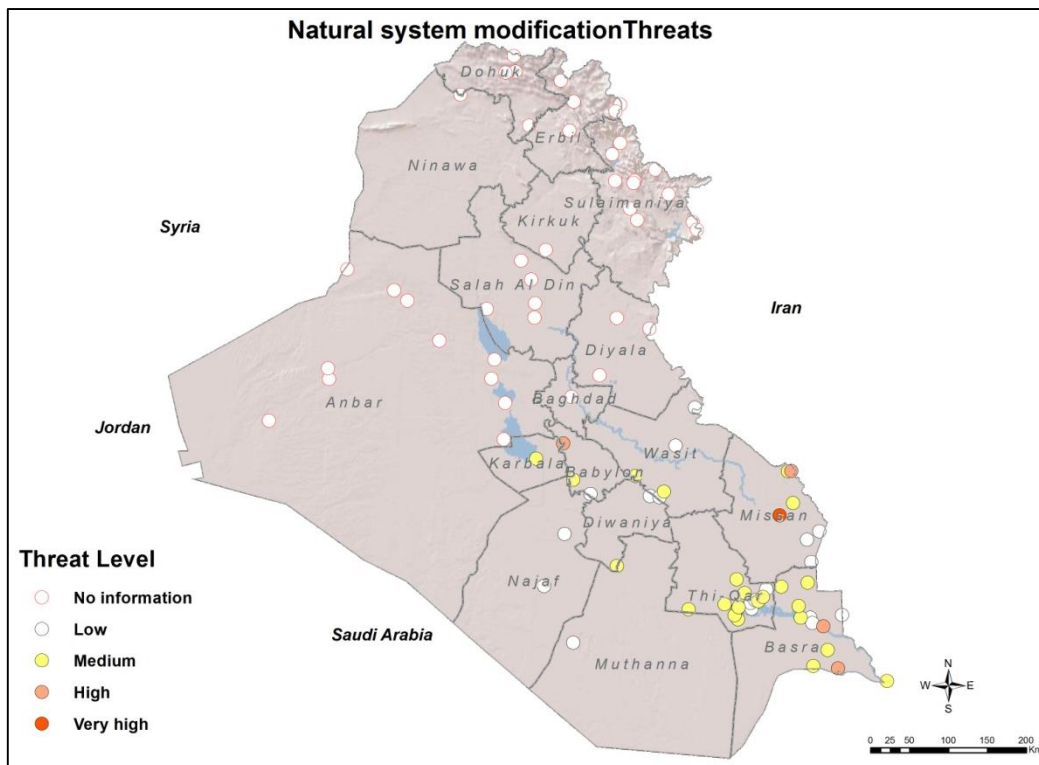 Natural system modificationThreats
Dohuk
Erbil
Ninawa
Sulaimaniya
Kirkuk
Syria
Salah Al Din
Iran
Diyala
Anbar
Baghdad
Jordan
Wasit
Karbala
Babylon
Missan
Diwaniya
Threat Level
Najaf
Thi-Qar
No information
Low
Saudi Arabia
Basra
Medium
Muthanna
High
Very high
N
W E
S
0 25 50 100 150 200
Km